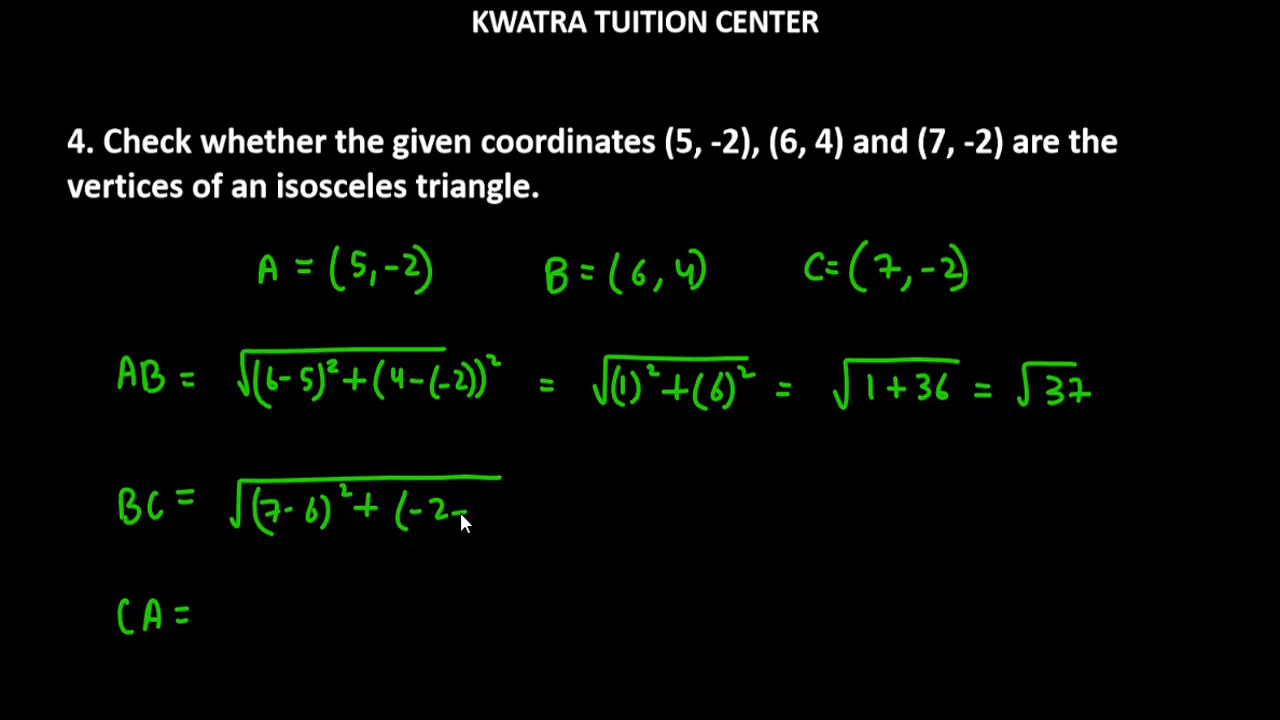 KWATRA TUITION CENTER
4. Check whether the given coordinates (5, -2), (6, 4) and (7, -2) are the
vertices of an isosceles triangle.
A = (5, -2) B = (6, 4) C = (7, -2)
AB = √(6-5)² + (4-(-2))² = √(1)² + (6)² = √1 + 36 = √37
BC = √(7-6)² + (-2-
CA =